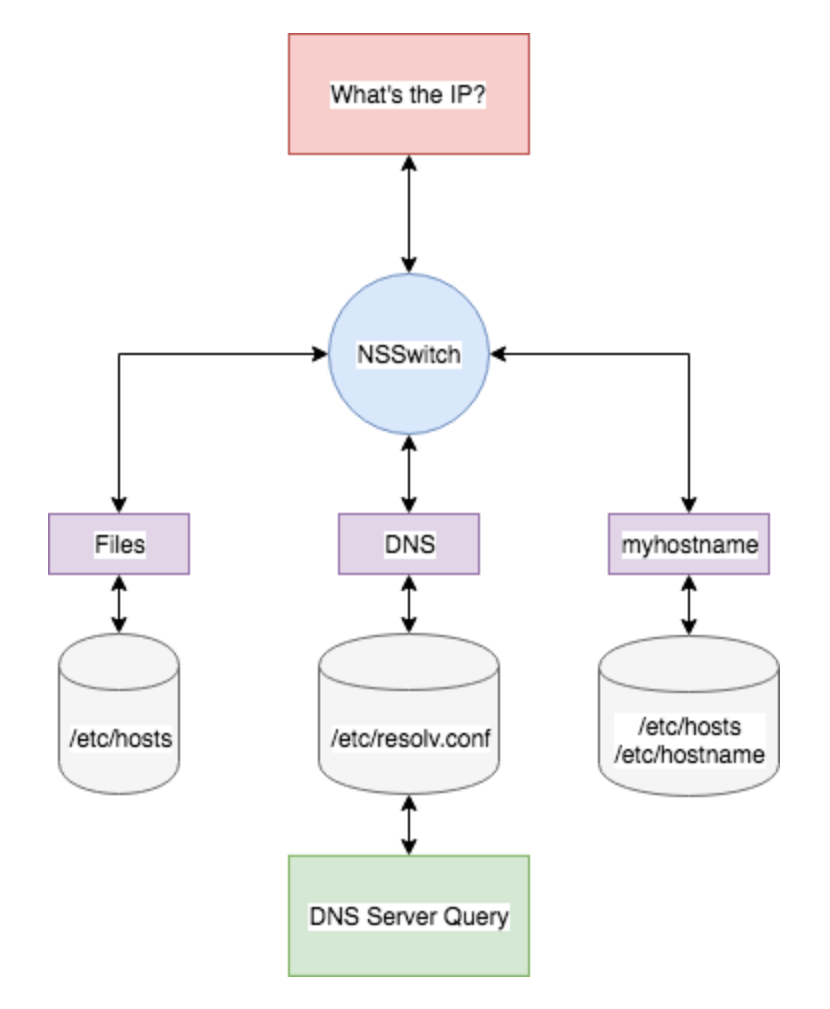 What's the IP?
NSSwitch
Files
DNS
myhostname
/etc/hosts
/etc/resolv.conf
/etc/hosts
/etc/hostname
DNS Server Query